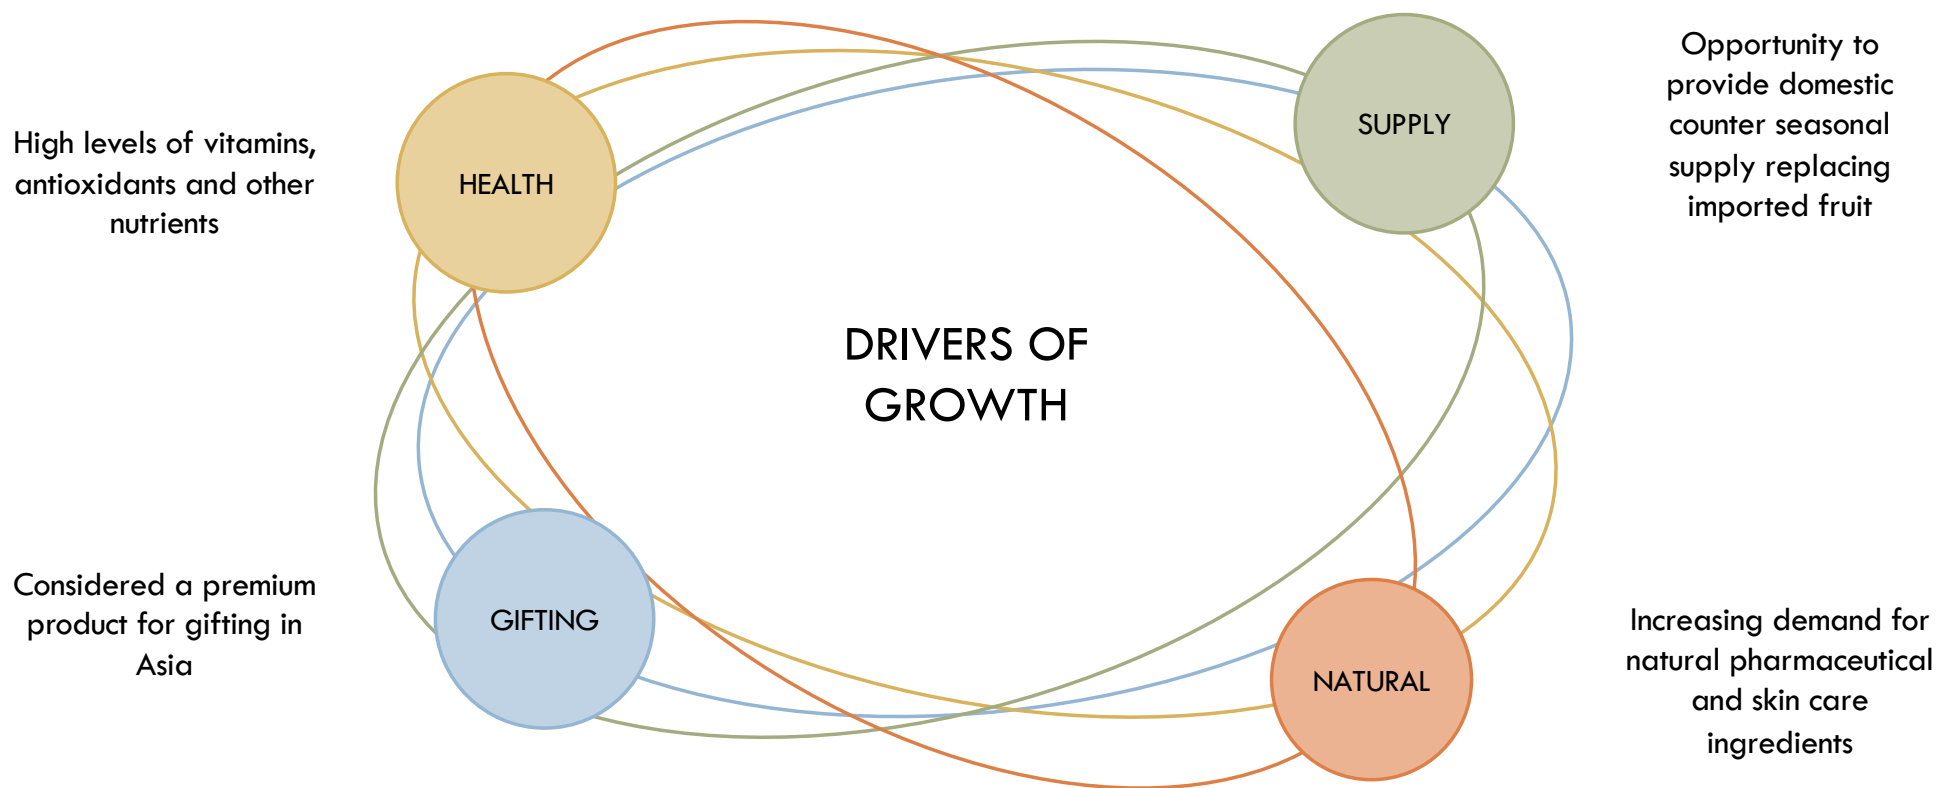 High levels of vitamins,
antioxidants and other
nutrients
HEALTH
SUPPLY
Opportunity to
provide domestic
counter seasonal
supply replacing
imported fruit
DRIVERS OF
GROWTH
Considered a premium
product for gifting in
Asia
GIFTING
NATURAL
Increasing demand for
natural pharmaceutical
and skin care
ingredients